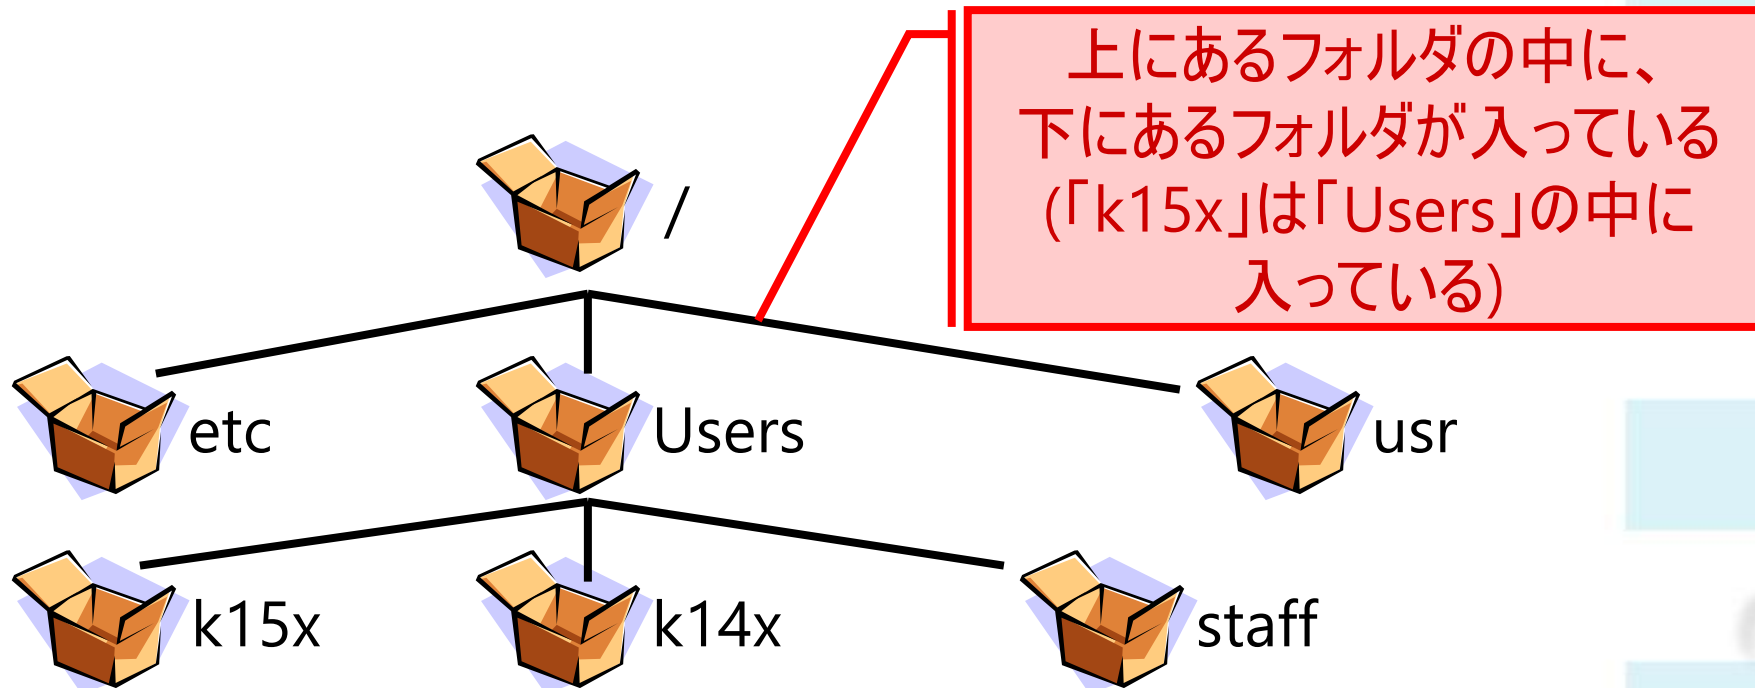 上にあるフォルダの中に、
下にあるフォルダが入っている
(「k15x」は「Users」の中に
入っている)
/
etc
Users
usr
k15x
k14x
staff